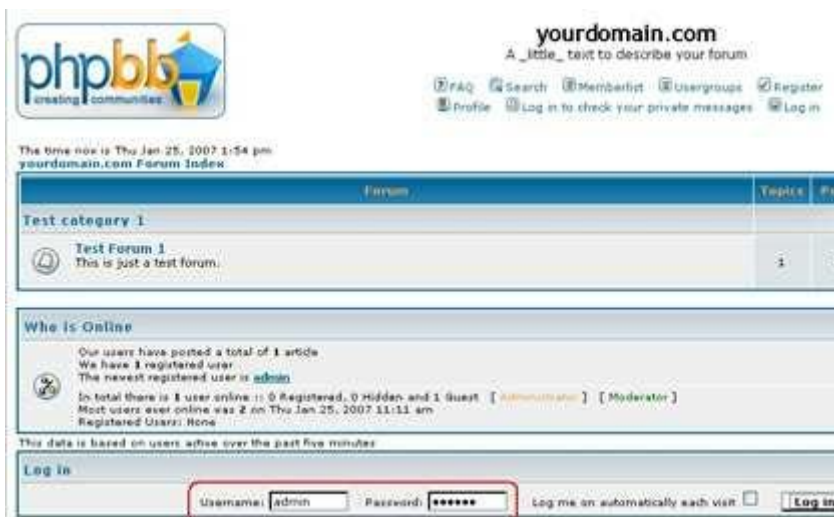 phpbb
creating communities
yourdomain.com
A _little_ text to describe your forum
FAQ Search Memberlist Usergroups Register
Profile Log in to check your private messages Log in
The time now is Thu Jan 25, 2007 1:54 pm
yourdomain.com Forum Index
Forum Topics
Test category 1
Test Forum 1
This is just a test forum.
1
Who is Online
Our users have posted a total of 1 article
We have 1 registered user
The newest registered user is admin
In total there is 1 user online :: 0 Registered, 0 Hidden and 1 Guest [ Administrator ] [ Moderator ]
Most users ever online was 2 on Thu Jan 25, 2007 11:11 am
Registered Users: None
This data is based on users active over the past five minutes
Log in
Username: admin Password: ●●●●●● Log me on automatically each visit Log in